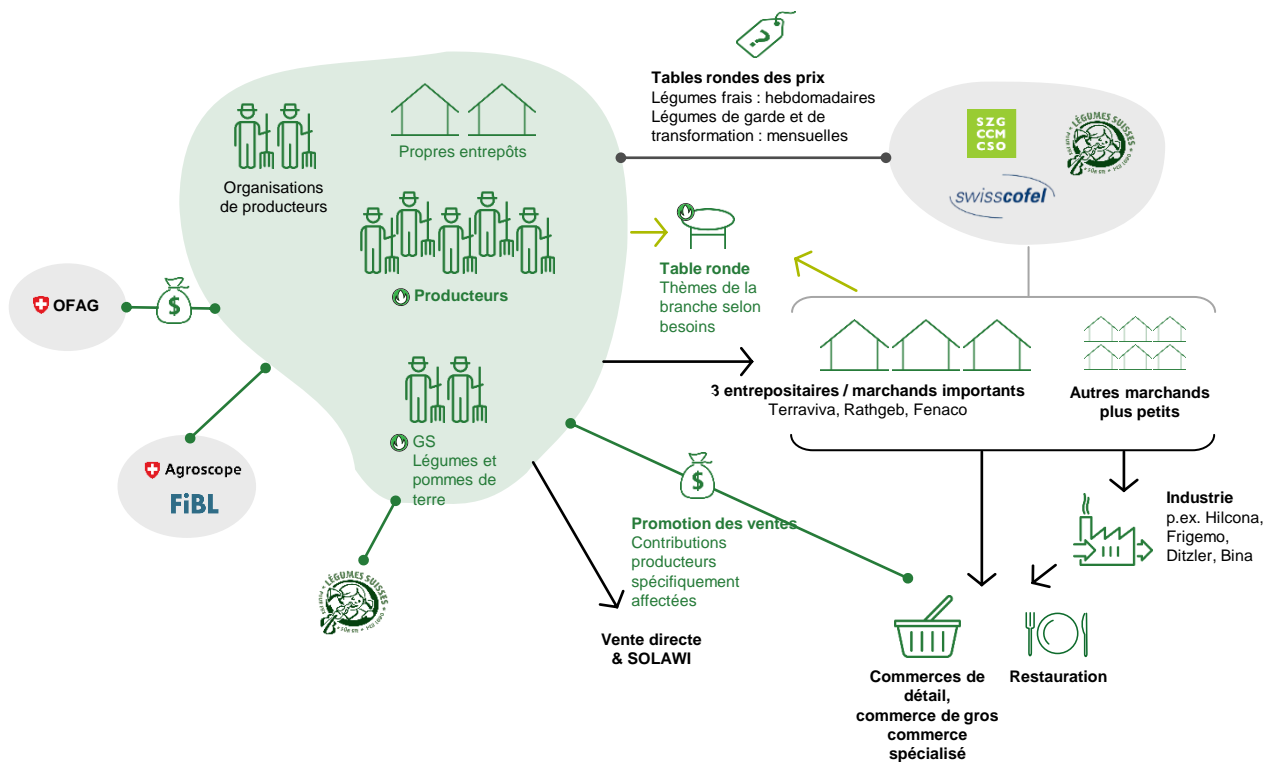 ?
Tables rondes des prix
Légumes frais : hebdomadaires
Légumes de garde et de
transformation : mensuelles
SZG
CCM
CSO
LÉGUMES SUISSES
swisscofel
Propres entrepôts
Organisations
de producteurs
Producteurs
Table ronde
Thèmes de la
branche selon
besoins
OFAG
$
3 entrepositaires / marchands importants
Terraviva, Rathgeb, Fenaco
Autres marchands
plus petits
GS
Légumes et
pommes de
terre
Agroscope
FiBL
$
Promotion des ventes
Contributions
producteurs
spécifiquement
affectées
Industrie
p.ex. Hilcona,
Frigemo,
Ditzler, Bina
LÉGUMES SUISSES
Vente directe
& SOLAWI
Commerces de
détail,
commerce de gros
commerce
spécialisé
Restauration